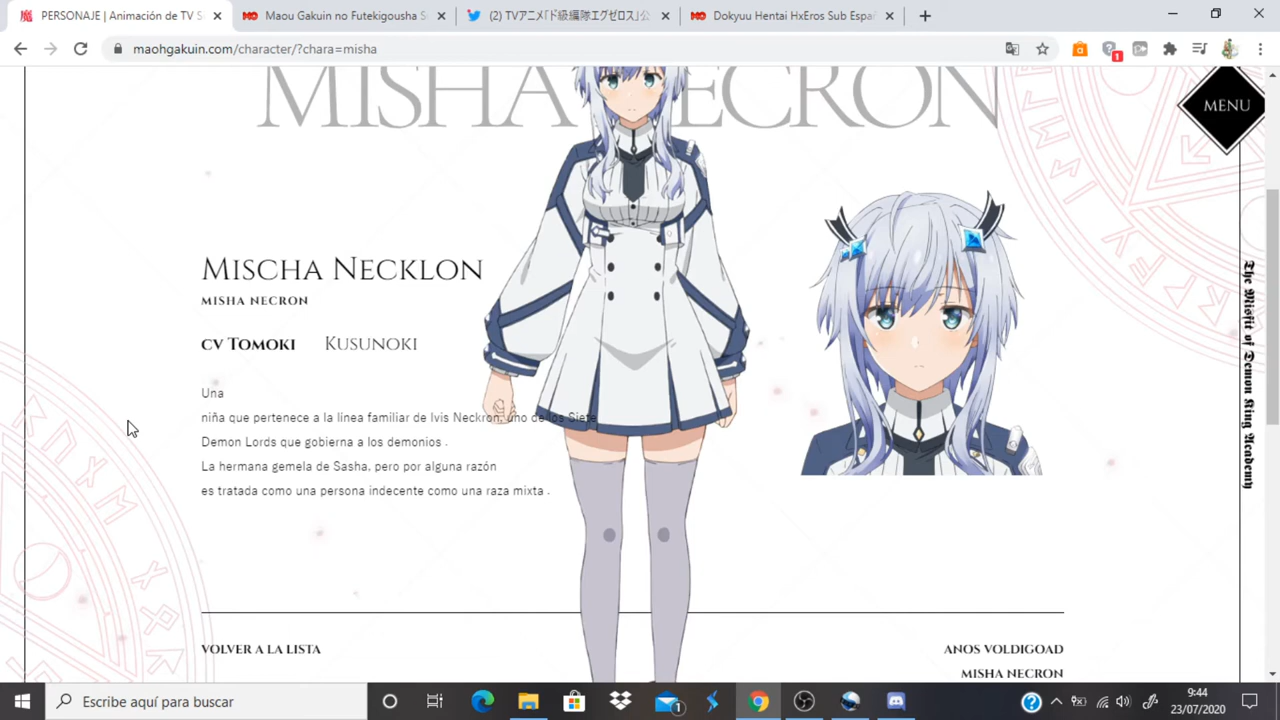 PERSONAJE | Animación de TV S
Maou Gakuin no Futekigousha S
(2) TVアニメ「ド級編隊エグゼロス」公
Dokyuu Hentai HxEros Sub Espa
maohgakuin.com/character/?chara=misha
1
MISHA NECRON
MENU
MISCHA NECKLON
MISHA NECRON
CV TOMOKI KUSUNOKI
Una
niña que pertenece a la línea familiar de Ivis Neckron, uno de los Siete
Demon Lords que gobierna a los demonios .
La hermana gemela de Sasha, pero por alguna razón
es tratada como una persona indecente como una raza mixta .
The Misfit of Demon King Academy
VOLVER A LA LISTA
ANOS VOLDIGOAD
MISHA NECRON
Escribe aquí para buscar
1
9:44
23/07/2020